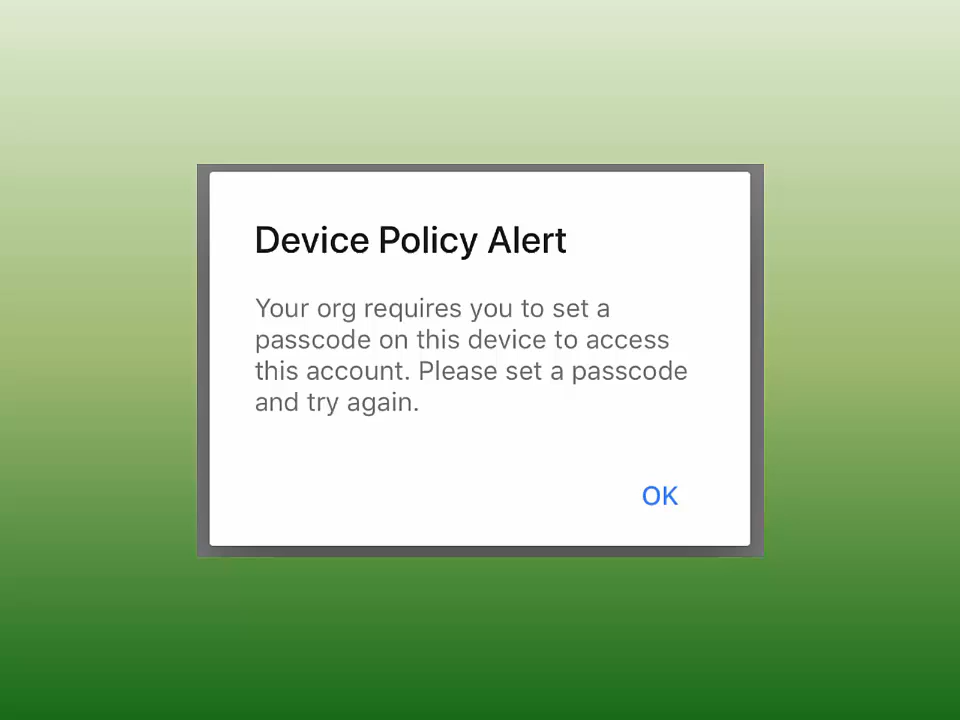 Device Policy Alert
Your org requires you to set a
passcode on this device to access
this account. Please set a passcode
and try again.
OK